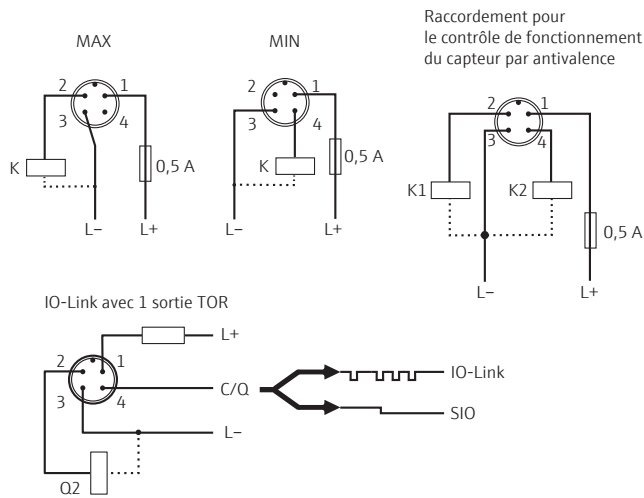 MAX
2 1
3 4
K
0,5 A
L– L+
MIN
2 1
3 4
K
0,5 A
L– L+
Raccordement pour
le contrôle de fonctionnement
du capteur par antivalence
2 1
3 4
K1 K2
0,5 A
L– L+
IO-Link avec 1 sortie TOR
L+
2 1
3 4
C/Q
IO-Link
SIO
L–
Q2